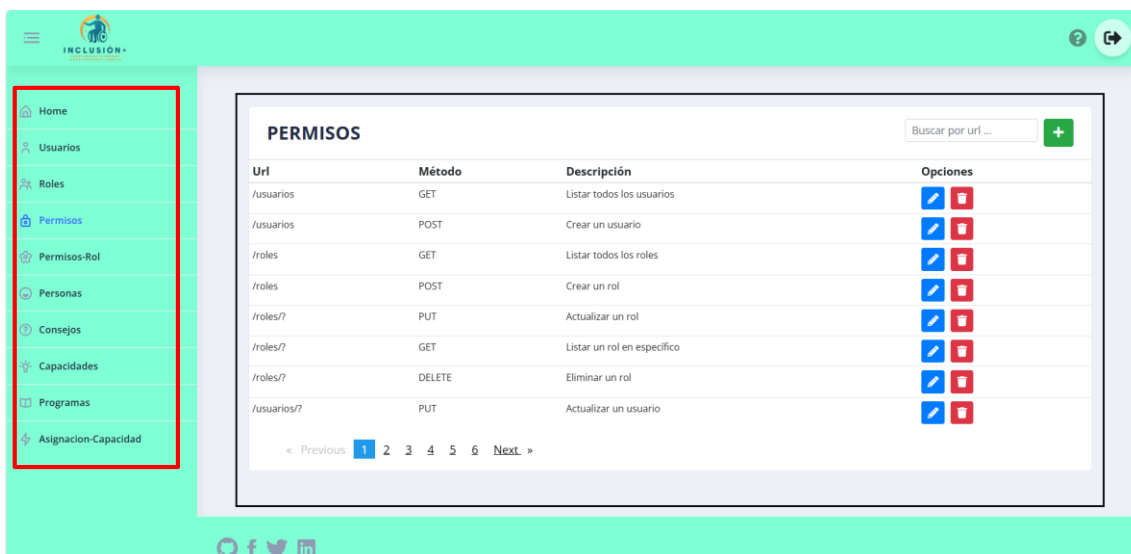 INCLUSIÓN+
Home
Usuarios
Roles
Permisos
Permisos-Rol
Personas
Consejos
Capacidades
Programas
Asignacion-Capacidad
PERMISOS
Buscar por url ...
+
Url Método Descripción Opciones
/usuarios GET Listar todos los usuarios
/usuarios POST Crear un usuario
/roles GET Listar todos los roles
/roles POST Crear un rol
/roles/? PUT Actualizar un rol
/roles/? GET Listar un rol en específico
/roles/? DELETE Eliminar un rol
/usuarios/? PUT Actualizar un usuario
« Previous 1 2 3 4 5 6 Next »